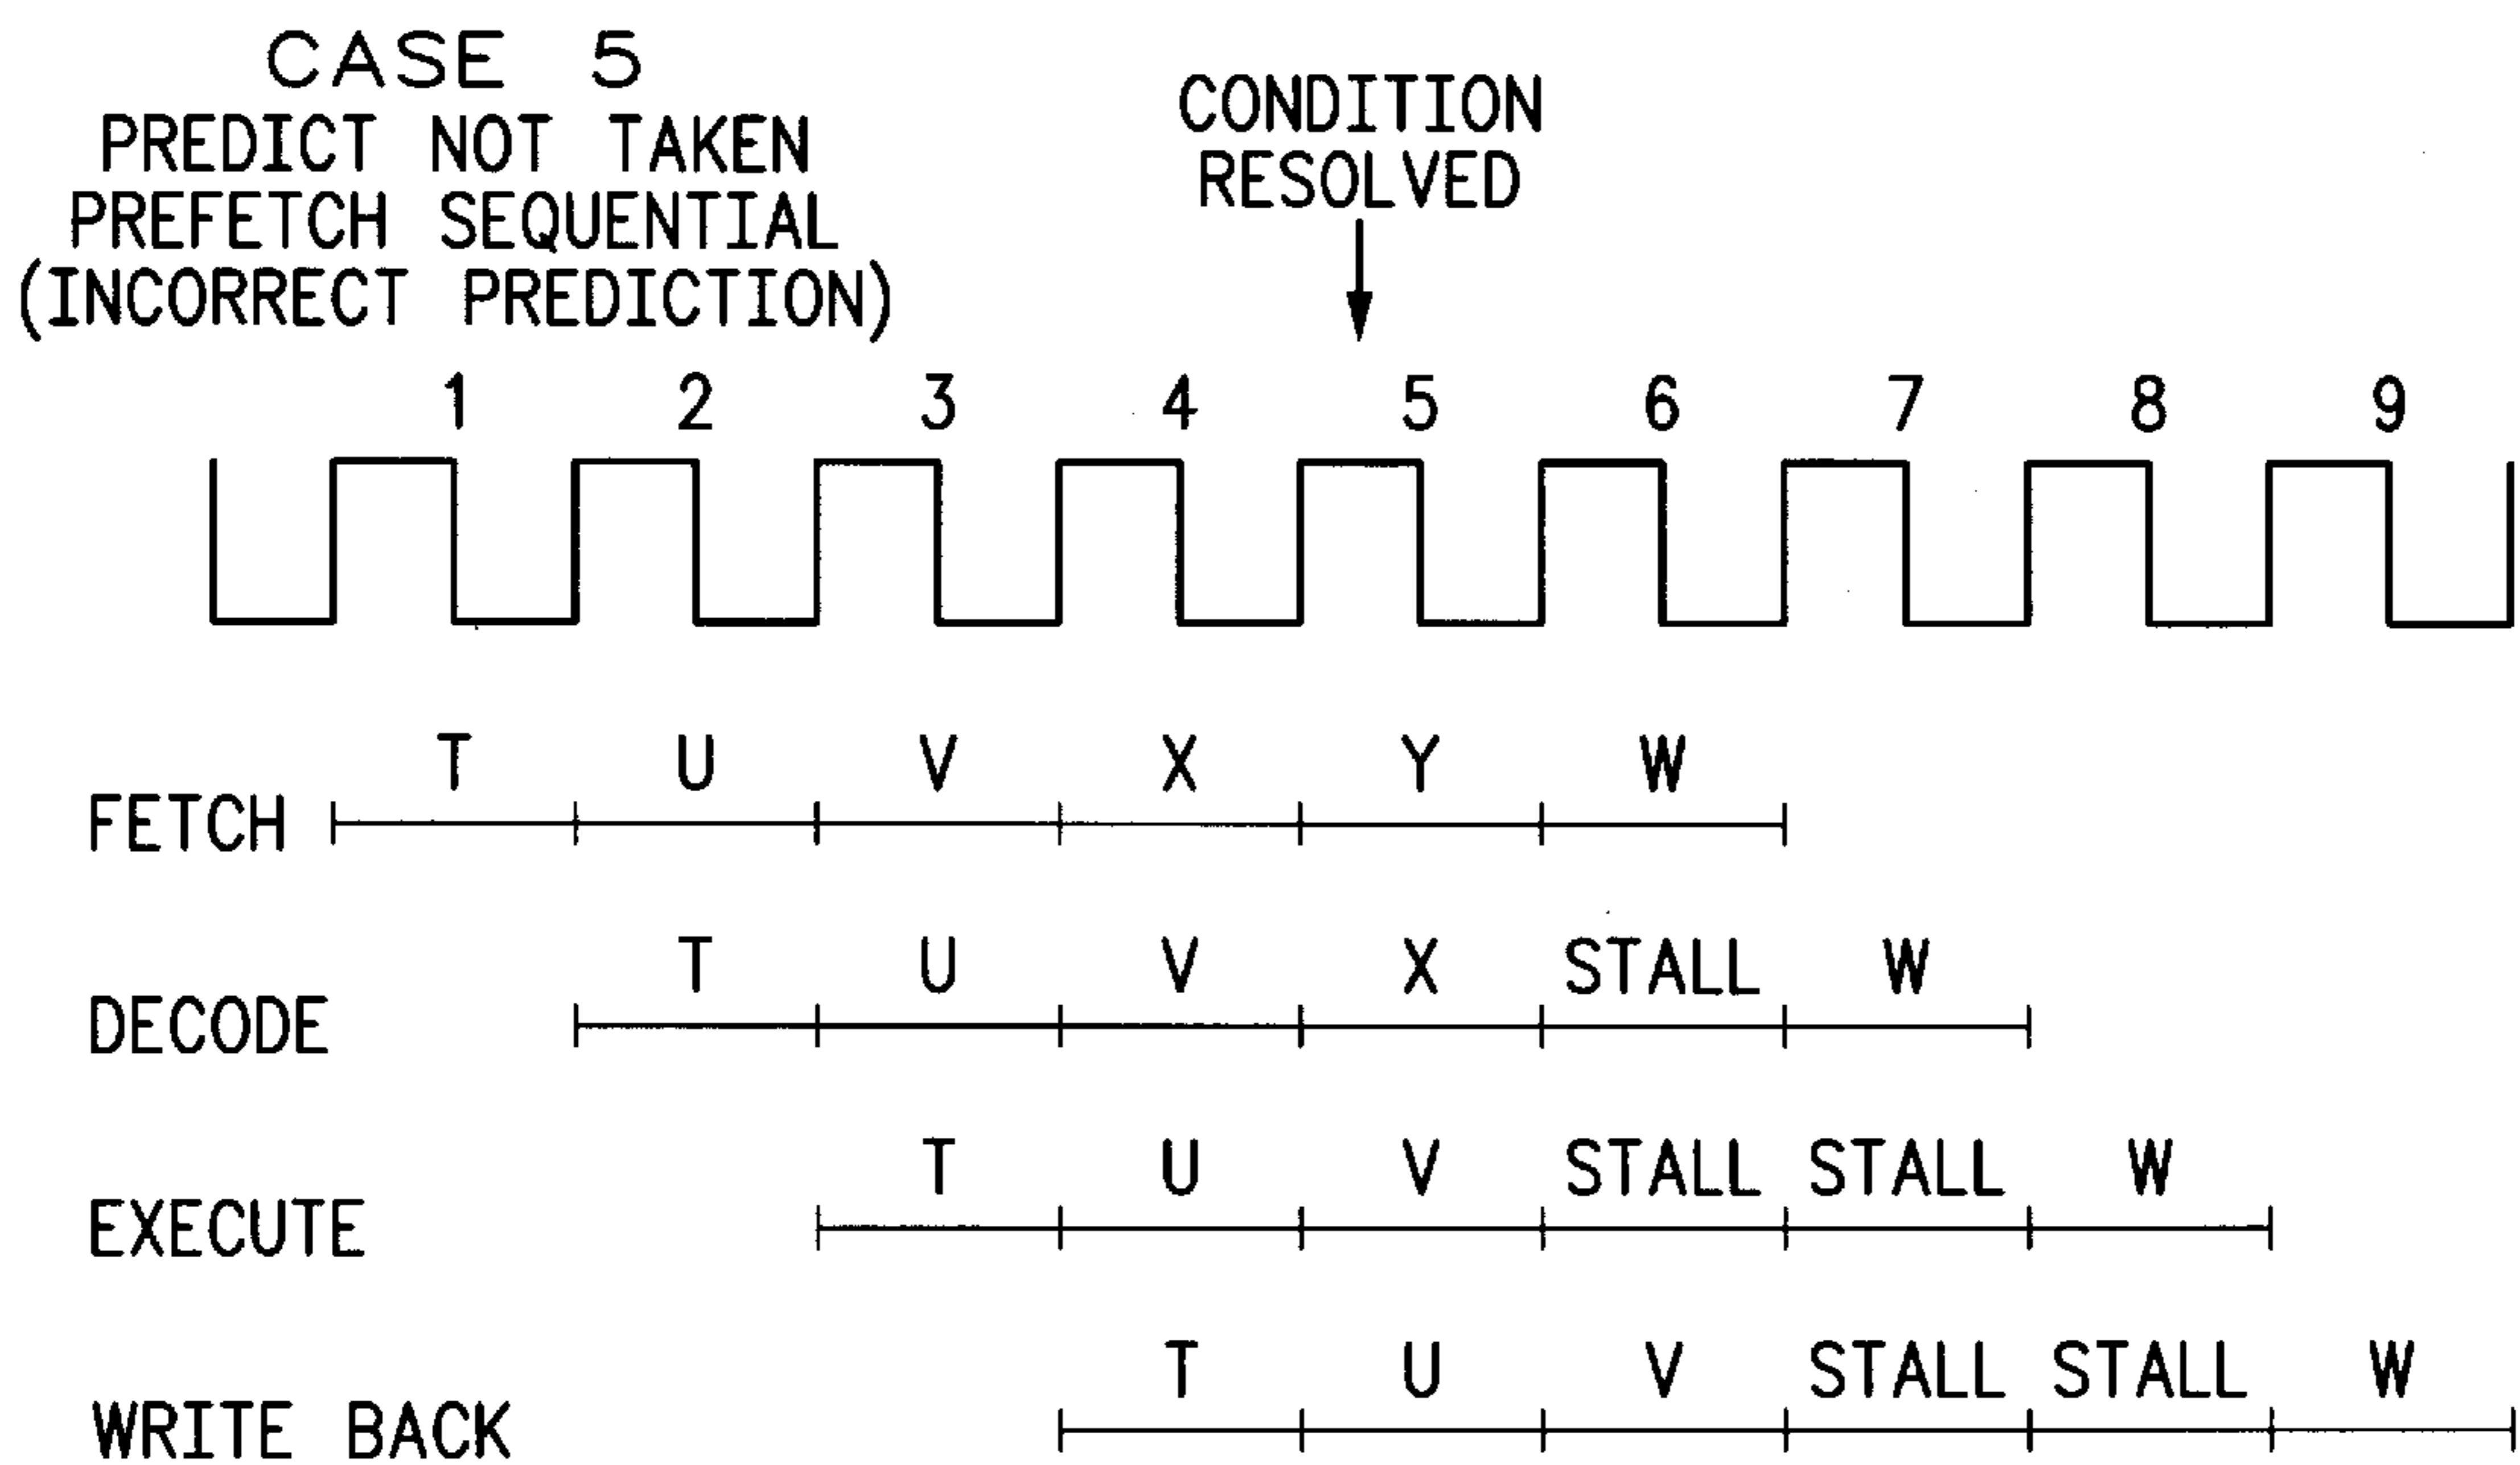 CASE 5
PREDICT NOT TAKEN
PREFETCH SEQUENTIAL
(INCORRECT PREDICTION)
CONDITION
RESOLVED
1 2 3 4 5 6 7 8 9
T U V X Y W
FETCH
T U V X STALL W
DECODE
T U V STALL STALL W
EXECUTE
T U V STALL STALL W
WRITE BACK